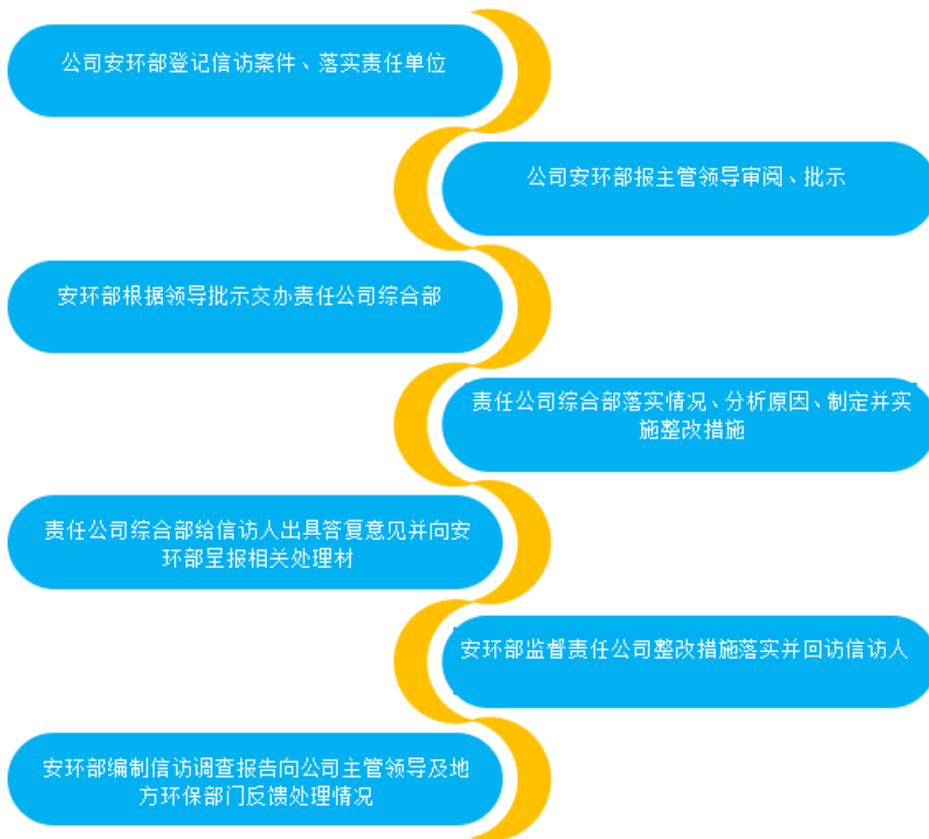 公司安环部登记信访案件、落实责任单位
公司安环部报主管领导审阅、批示
安环部根据领导批示交办责任公司综合部
责任公司综合部落实情况、分析原因、制定并实
施整改措施
责任公司综合部给信访人出具答复意见并向安
环部呈报相关处理材
安环部监督责任公司整改措施落实并回访信访人
安环部编制信访调查报告向公司主管领导及地
方环保部门反馈处理情况